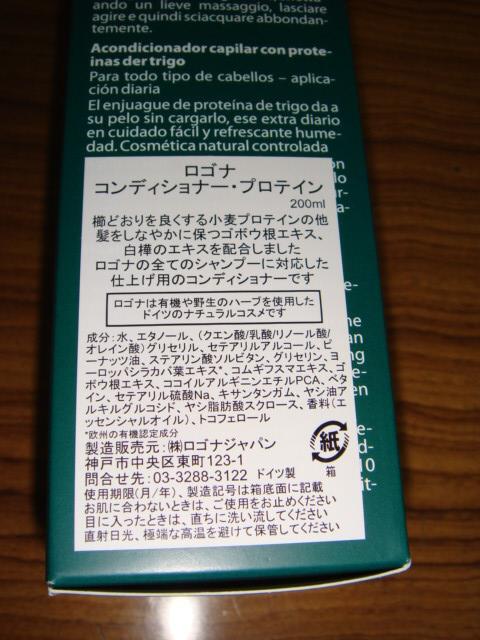 ando un lieve massaggio, lasciare
agire e quindi sciacquare abbondan-
temente.
Acondicionador capilar con prote-
inas der trigo
Para todo tipo de cabellos – aplica-
ción diaria
El enjuague de proteína de trigo da a
su pelo sin cargarlo, ese extra diario
en cuidado fácil y refrescante hume-
dad. Cosmética natural controlada
ロゴナ
コンディショナー・プロテイン
200ml
櫛どおりを良くする小麦プロテインの他
髪をしなやかに保つゴボウ根エキス、
白樺のエキスを配合しました
ロゴナの全てのシャンプーに対応した
仕上げ用のコンディショナーです
ロゴナは有機や野生のハーブを使用した
ドイツのナチュラルコスメです
成分:水、エタノール、(クエン酸/乳酸/リノール酸/
オレイン酸)グリセリル、セテアリルアルコール、ピ
ーナッツ油、ステアリン酸ソルビタン、グリセリン、ヨ
ーロッパシラカバ葉エキス*、コムギフスマエキス、ゴ
ボウ根エキス、ココイルアルギニンエチルPCA、ベタ
イン、セテアリル硫酸Na、キサンタンガム、ヤシ油ア
ルキルグルコシド、ヤシ脂肪酸スクロース、香料(エ
ッセンシャルオイル)、トコフェロール
*欧州の有機認定成分
製造販売元:㈱ロゴナジャパン
神戸市中央区東町123-1
問合せ先:03-3288-3122 ドイツ製
紙
箱
使用期限(月/年)、製造記号は箱底面に記載
お肌に合わないときは、ご使用をお止めください
目に入ったときは、直ちに洗い流してください
直射日光、極端な高温を避けて保管してください